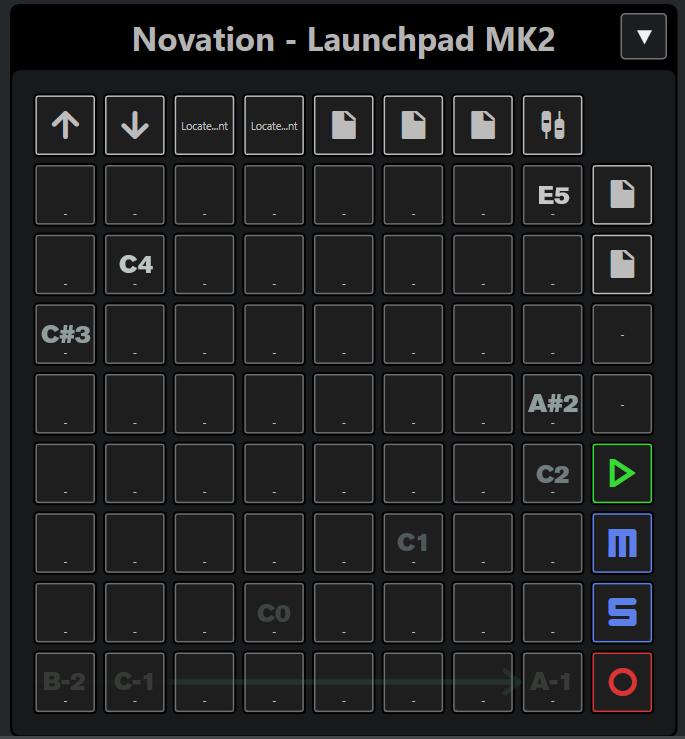 Novation - Launchpad MK2
Locate...nt Locate...nt
E5
C4
C#3
A#2
C2
C1 M
C0 S
B-2 C-1 A-1